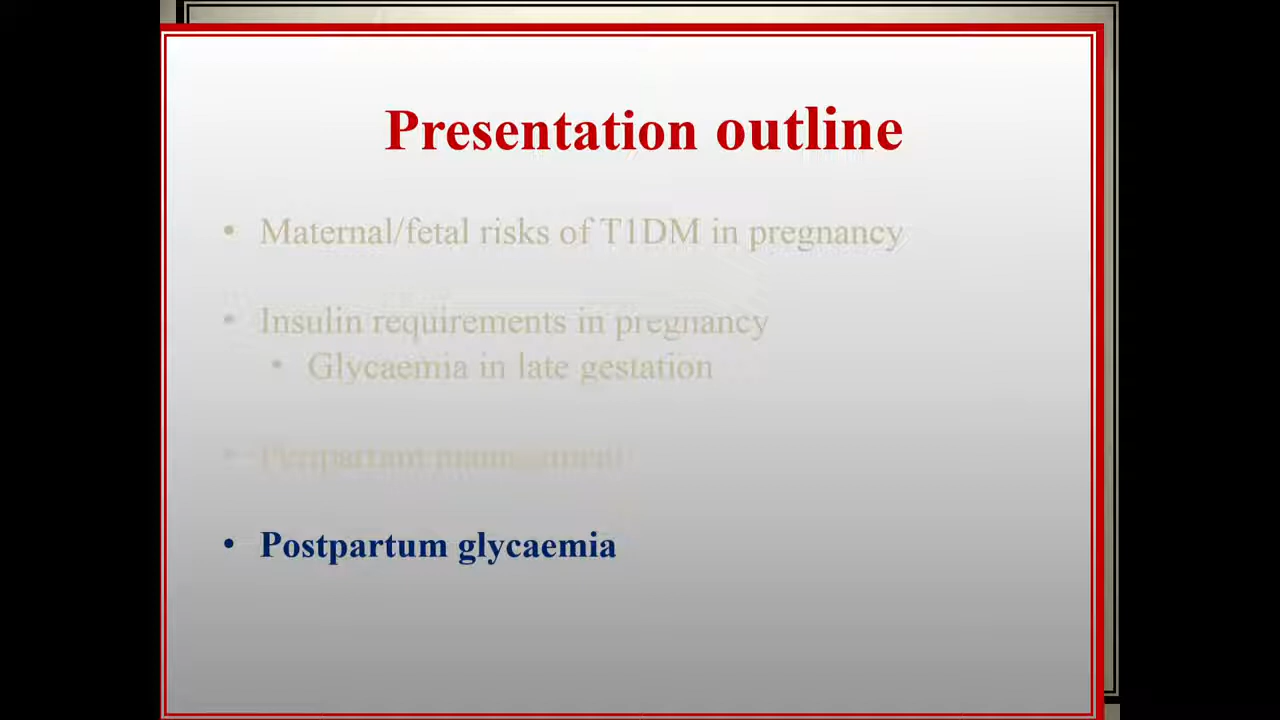 Presentation outline
• Maternal/fetal risks of T1DM in pregnancy
• Insulin requirements in pregnancy
• Glycaemia in late gestation
• Peripartum management
• Postpartum glycaemia